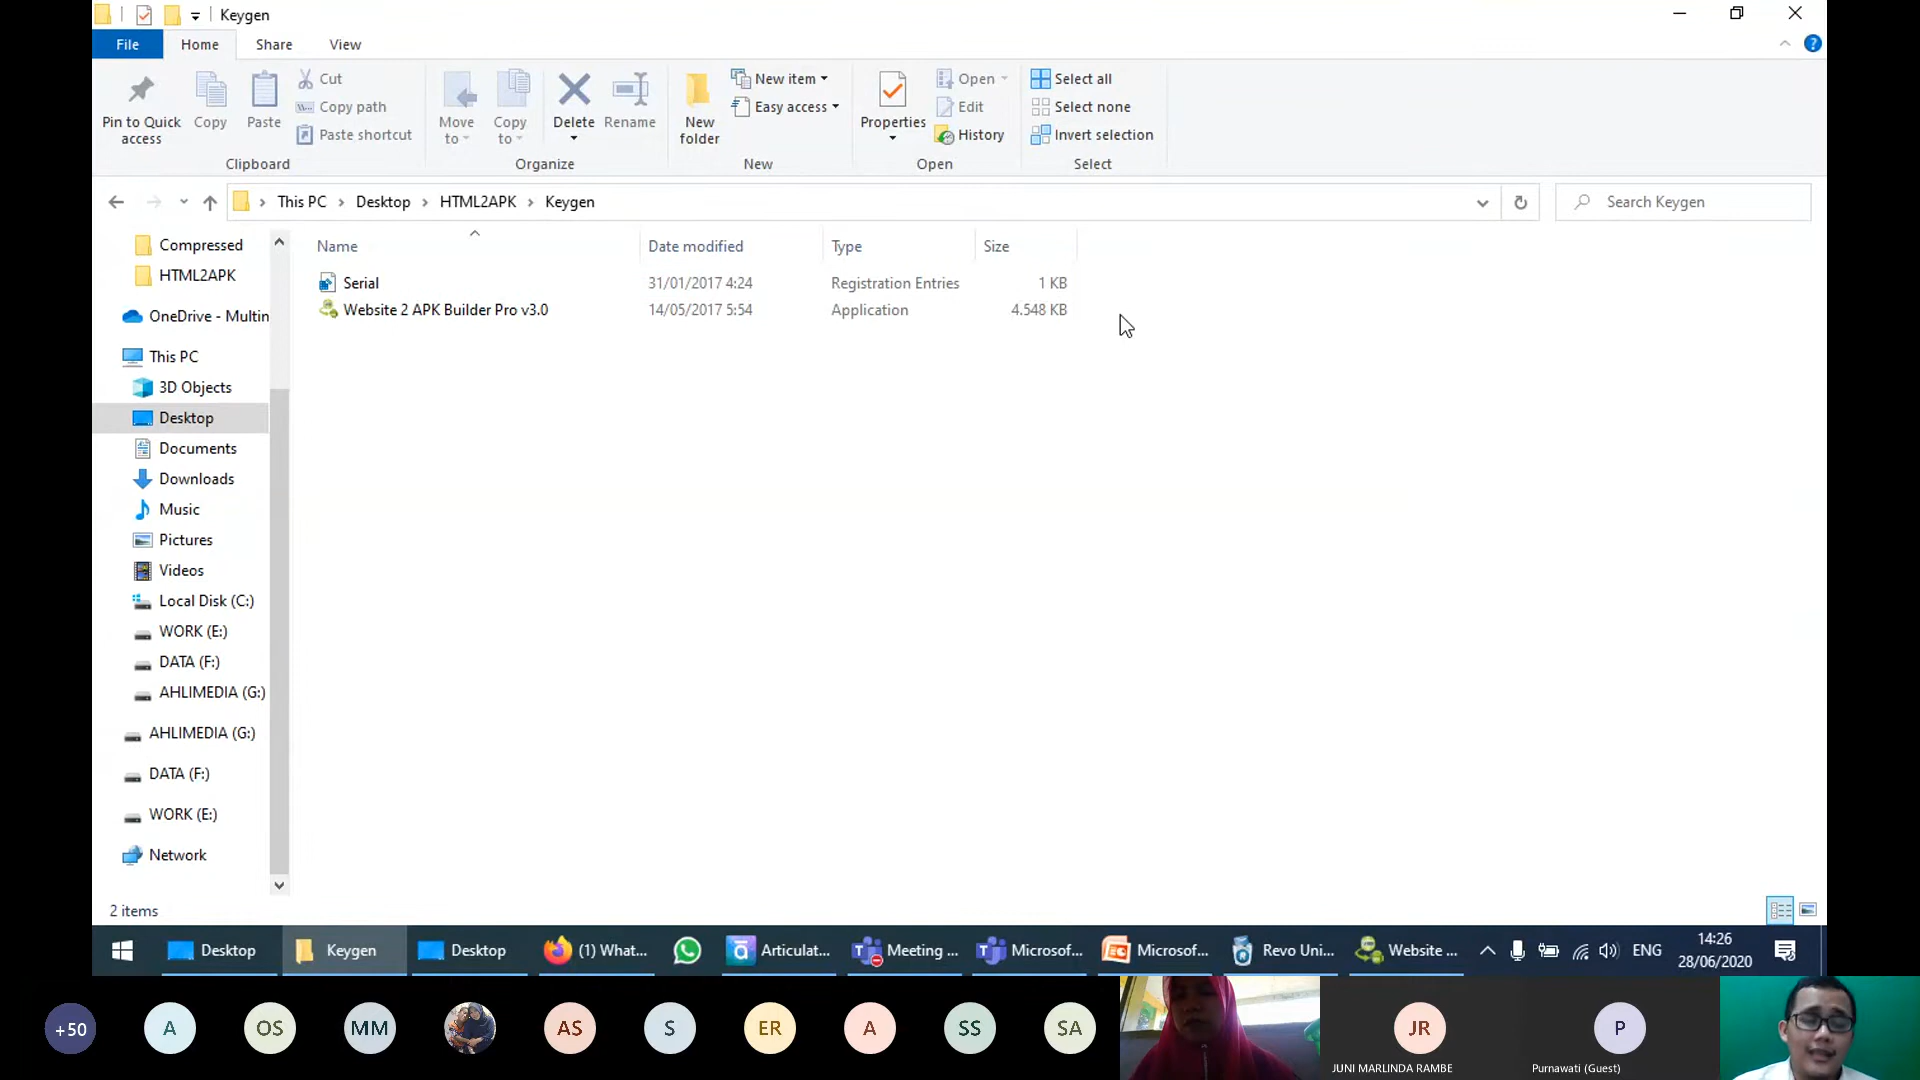 Keygen
File
Home
Share
View
Pin to Quick access
Copy
Paste
Cut
Copy path
Paste shortcut
Clipboard
Move to
Copy to
Delete
Rename
Organize
New folder
New item
Easy access
New
Properties
Open
Edit
History
Open
Select all
Select none
Invert selection
Select
This PC
Desktop
HTML2APK
Keygen
Search Keygen
Name
Date modified
Type
Size
Serial
31/01/2017 4:24
Registration Entries
1 KB
Website 2 APK Builder Pro v3.0
14/05/2017 5:54
Application
4.548 KB
Compressed
HTML2APK
OneDrive - Multin
This PC
3D Objects
Desktop
Documents
Downloads
Music
Pictures
Videos
Local Disk (C:)
WORK (E:)
DATA (F:)
AHLIMEDIA (G:)
AHLIMEDIA (G:)
DATA (F:)
WORK (E:)
Network
2 items
Desktop
Keygen
Desktop
(1) What...
Articulat...
Meeting ...
Microsof...
Microsof...
Revo Uni...
Website ...
ENG
14:26
28/06/2020
+50
A
OS
MM
AS
S
ER
A
SS
SA
JR
JUNI MARLINDA RAMBE
P
Purnawati (Guest)